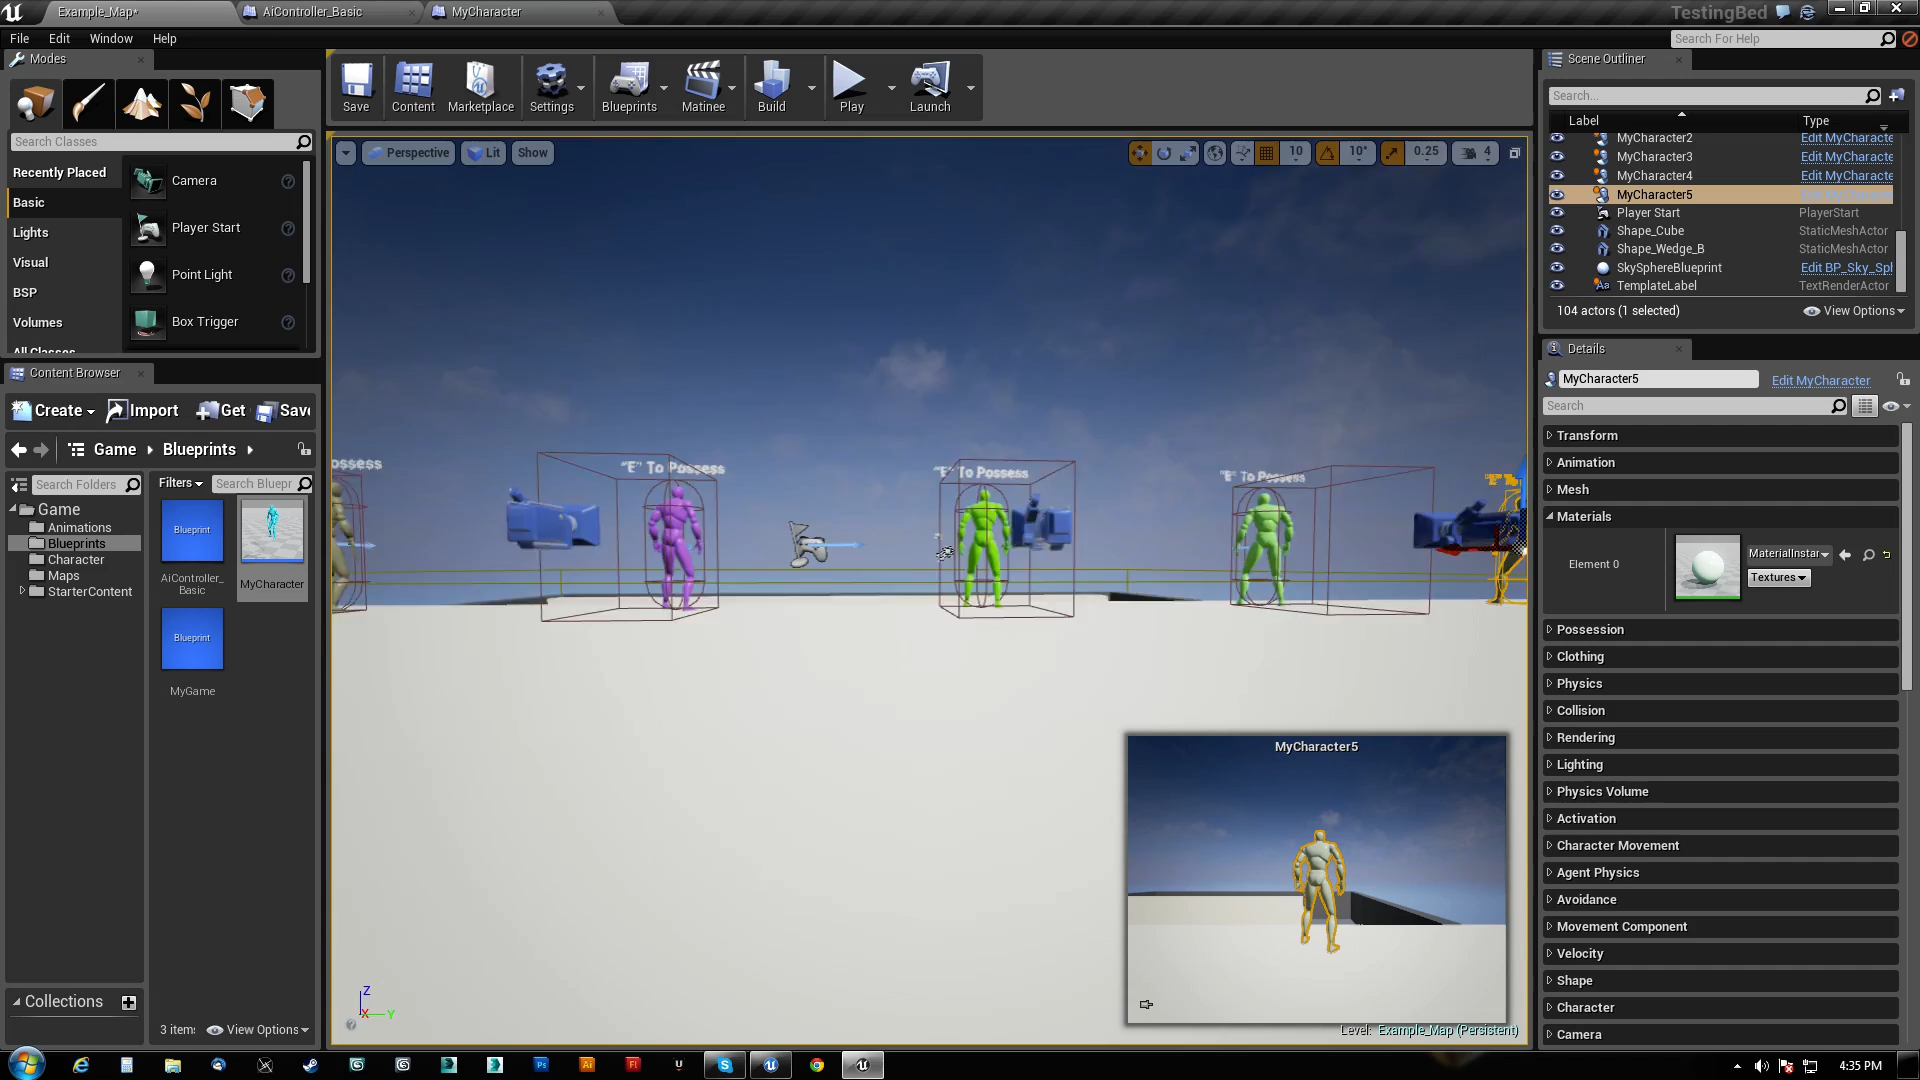 Example_Map*
AiController_Basic
MyCharacter
TestingBed
File
Edit
Window
Help
Search For Help
Modes
Search Classes
Recently Placed
Basic
Lights
Visual
BSP
Volumes
All Classes
Camera
Player Start
Point Light
Box Trigger
Save
Content
Marketplace
Settings
Blueprints
Matinee
Build
Play
Launch
Perspective
Lit
Show
10
10°
0.25
4
"E" To Possess
"E" To Possess
"E" To Possess
MyCharacter5
Z
X
Y
Level: Example_Map (Persistent)
Content Browser
Create
Import
Get
Save
Game
Blueprints
Search Folders
Filters
Search Bluepr
Game
Animations
Blueprints
Character
Maps
StarterContent
Blueprint
AiController_
Basic
MyCharacter
Blueprint
MyGame
Collections
3 items
View Options
Scene Outliner
Search...
Label
Type
MyCharacter2
Edit MyCharacte
MyCharacter3
Edit MyCharacte
MyCharacter4
Edit MyCharacte
MyCharacter5
Player Start
PlayerStart
Shape_Cube
StaticMeshActor
Shape_Wedge_B
StaticMeshActor
SkySphereBlueprint
Edit BP_Sky_Spl
TemplateLabel
TextRenderActor
104 actors (1 selected)
View Options
Details
MyCharacter5
Edit MyCharacter
Search
Transform
Animation
Mesh
Materials
Element 0
MaterialInstar
Textures
Possession
Clothing
Physics
Collision
Rendering
Lighting
Physics Volume
Activation
Character Movement
Agent Physics
Avoidance
Movement Component
Velocity
Shape
Character
Camera
4:35 PM